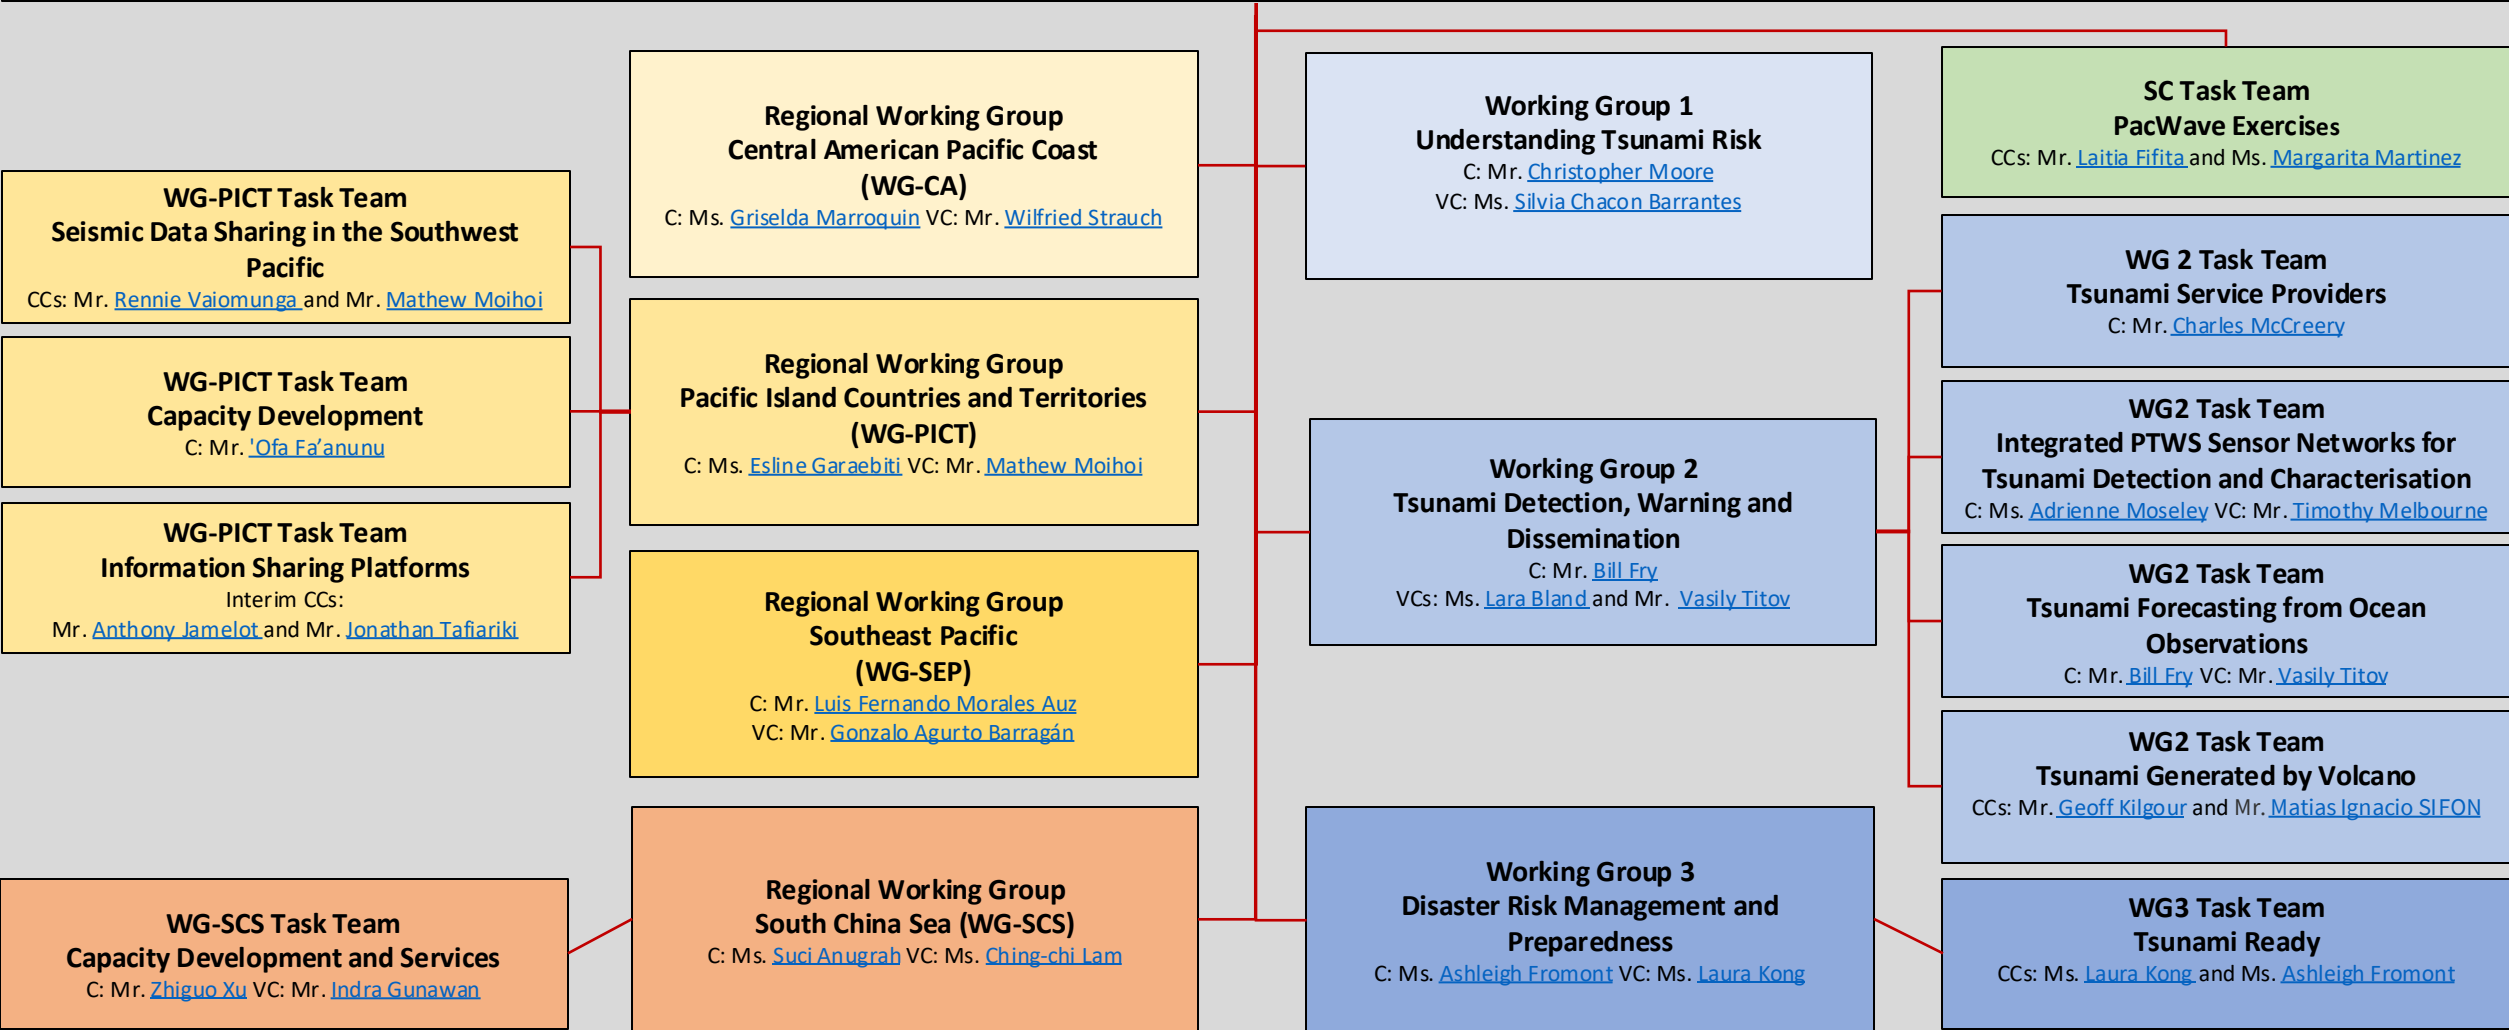 WG-PICT Task Team
Seismic Data Sharing in the Southwest
Pacific
CCs: Mr. Rennie Vaiomunga and Mr. Mathew Moihoi
WG-PICT Task Team
Capacity Development
C: Mr. 'Ofa Fa’anunu
WG-PICT Task Team
Information Sharing Platforms
Interim CCs:
Mr. Anthony Jamelot and Mr. Jonathan Tafiariki
WG-SCS Task Team
Capacity Development and Services
C: Mr. Zhiguo Xu VC: Mr. Indra Gunawan
Regional Working Group
Central American Pacific Coast
(WG-CA)
C: Ms. Griselda Marroquin VC: Mr. Wilfried Strauch
Regional Working Group
Pacific Island Countries and Territories
(WG-PICT)
C: Ms. Esline Garaebiti VC: Mr. Mathew Moihoi
Regional Working Group
Southeast Pacific
(WG-SEP)
C: Mr. Luis Fernando Morales Auz
VC: Mr. Gonzalo Agurto Barragán
Regional Working Group
South China Sea (WG-SCS)
C: Ms. Suci Anugrah VC: Ms. Ching-chi Lam
Working Group 1
Understanding Tsunami Risk
C: Mr. Christopher Moore
VC: Ms. Silvia Chacon Barrantes
Working Group 2
Tsunami Detection, Warning and
Dissemination
C: Mr. Bill Fry
VCs: Ms. Lara Bland and Mr. Vasily Titov
Working Group 3
Disaster Risk Management and
Preparedness
C: Ms. Ashleigh Fromont VC: Ms. Laura Kong
SC Task Team
PacWave Exercises
CCs: Mr. Laitia Fifita and Ms. Margarita Martinez
WG 2 Task Team
Tsunami Service Providers
C: Mr. Charles McCreery
WG2 Task Team
Integrated PTWS Sensor Networks for
Tsunami Detection and Characterisation
C: Ms. Adrienne Moseley VC: Mr. Timothy Melbourne
WG2 Task Team
Tsunami Forecasting from Ocean
Observations
C: Mr. Bill Fry VC: Mr. Vasily Titov
WG2 Task Team
Tsunami Generated by Volcano
CCs: Mr. Geoff Kilgour and Mr. Matias Ignacio SIFON
WG3 Task Team
Tsunami Ready
CCs: Ms. Laura Kong and Ms. Ashleigh Fromont